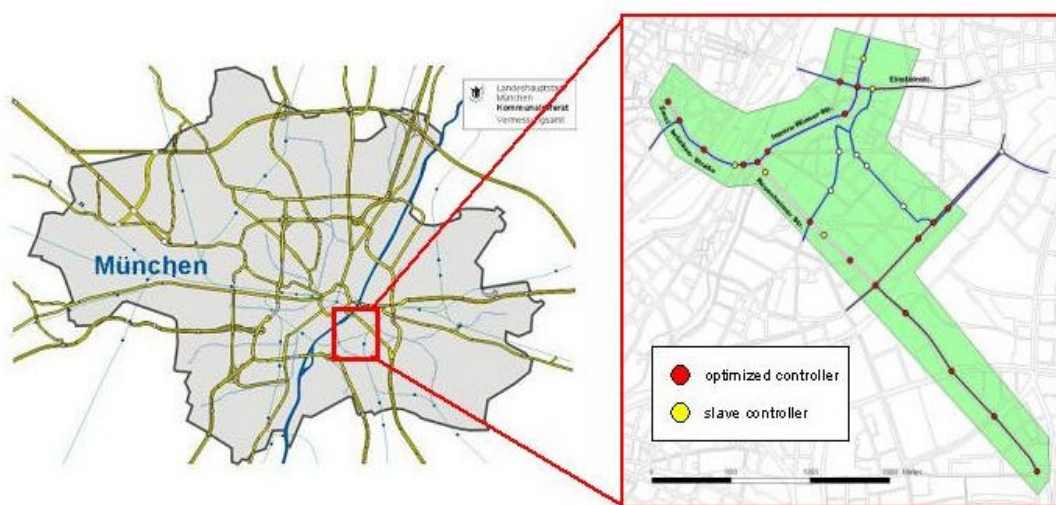 Landeshauptstadt
München
Kommunalreferat
Vermessungsamt
München
Einsteinstr.
Innere-Wiener-Str.
Rosenheimer Str.
optimized controller
slave controller